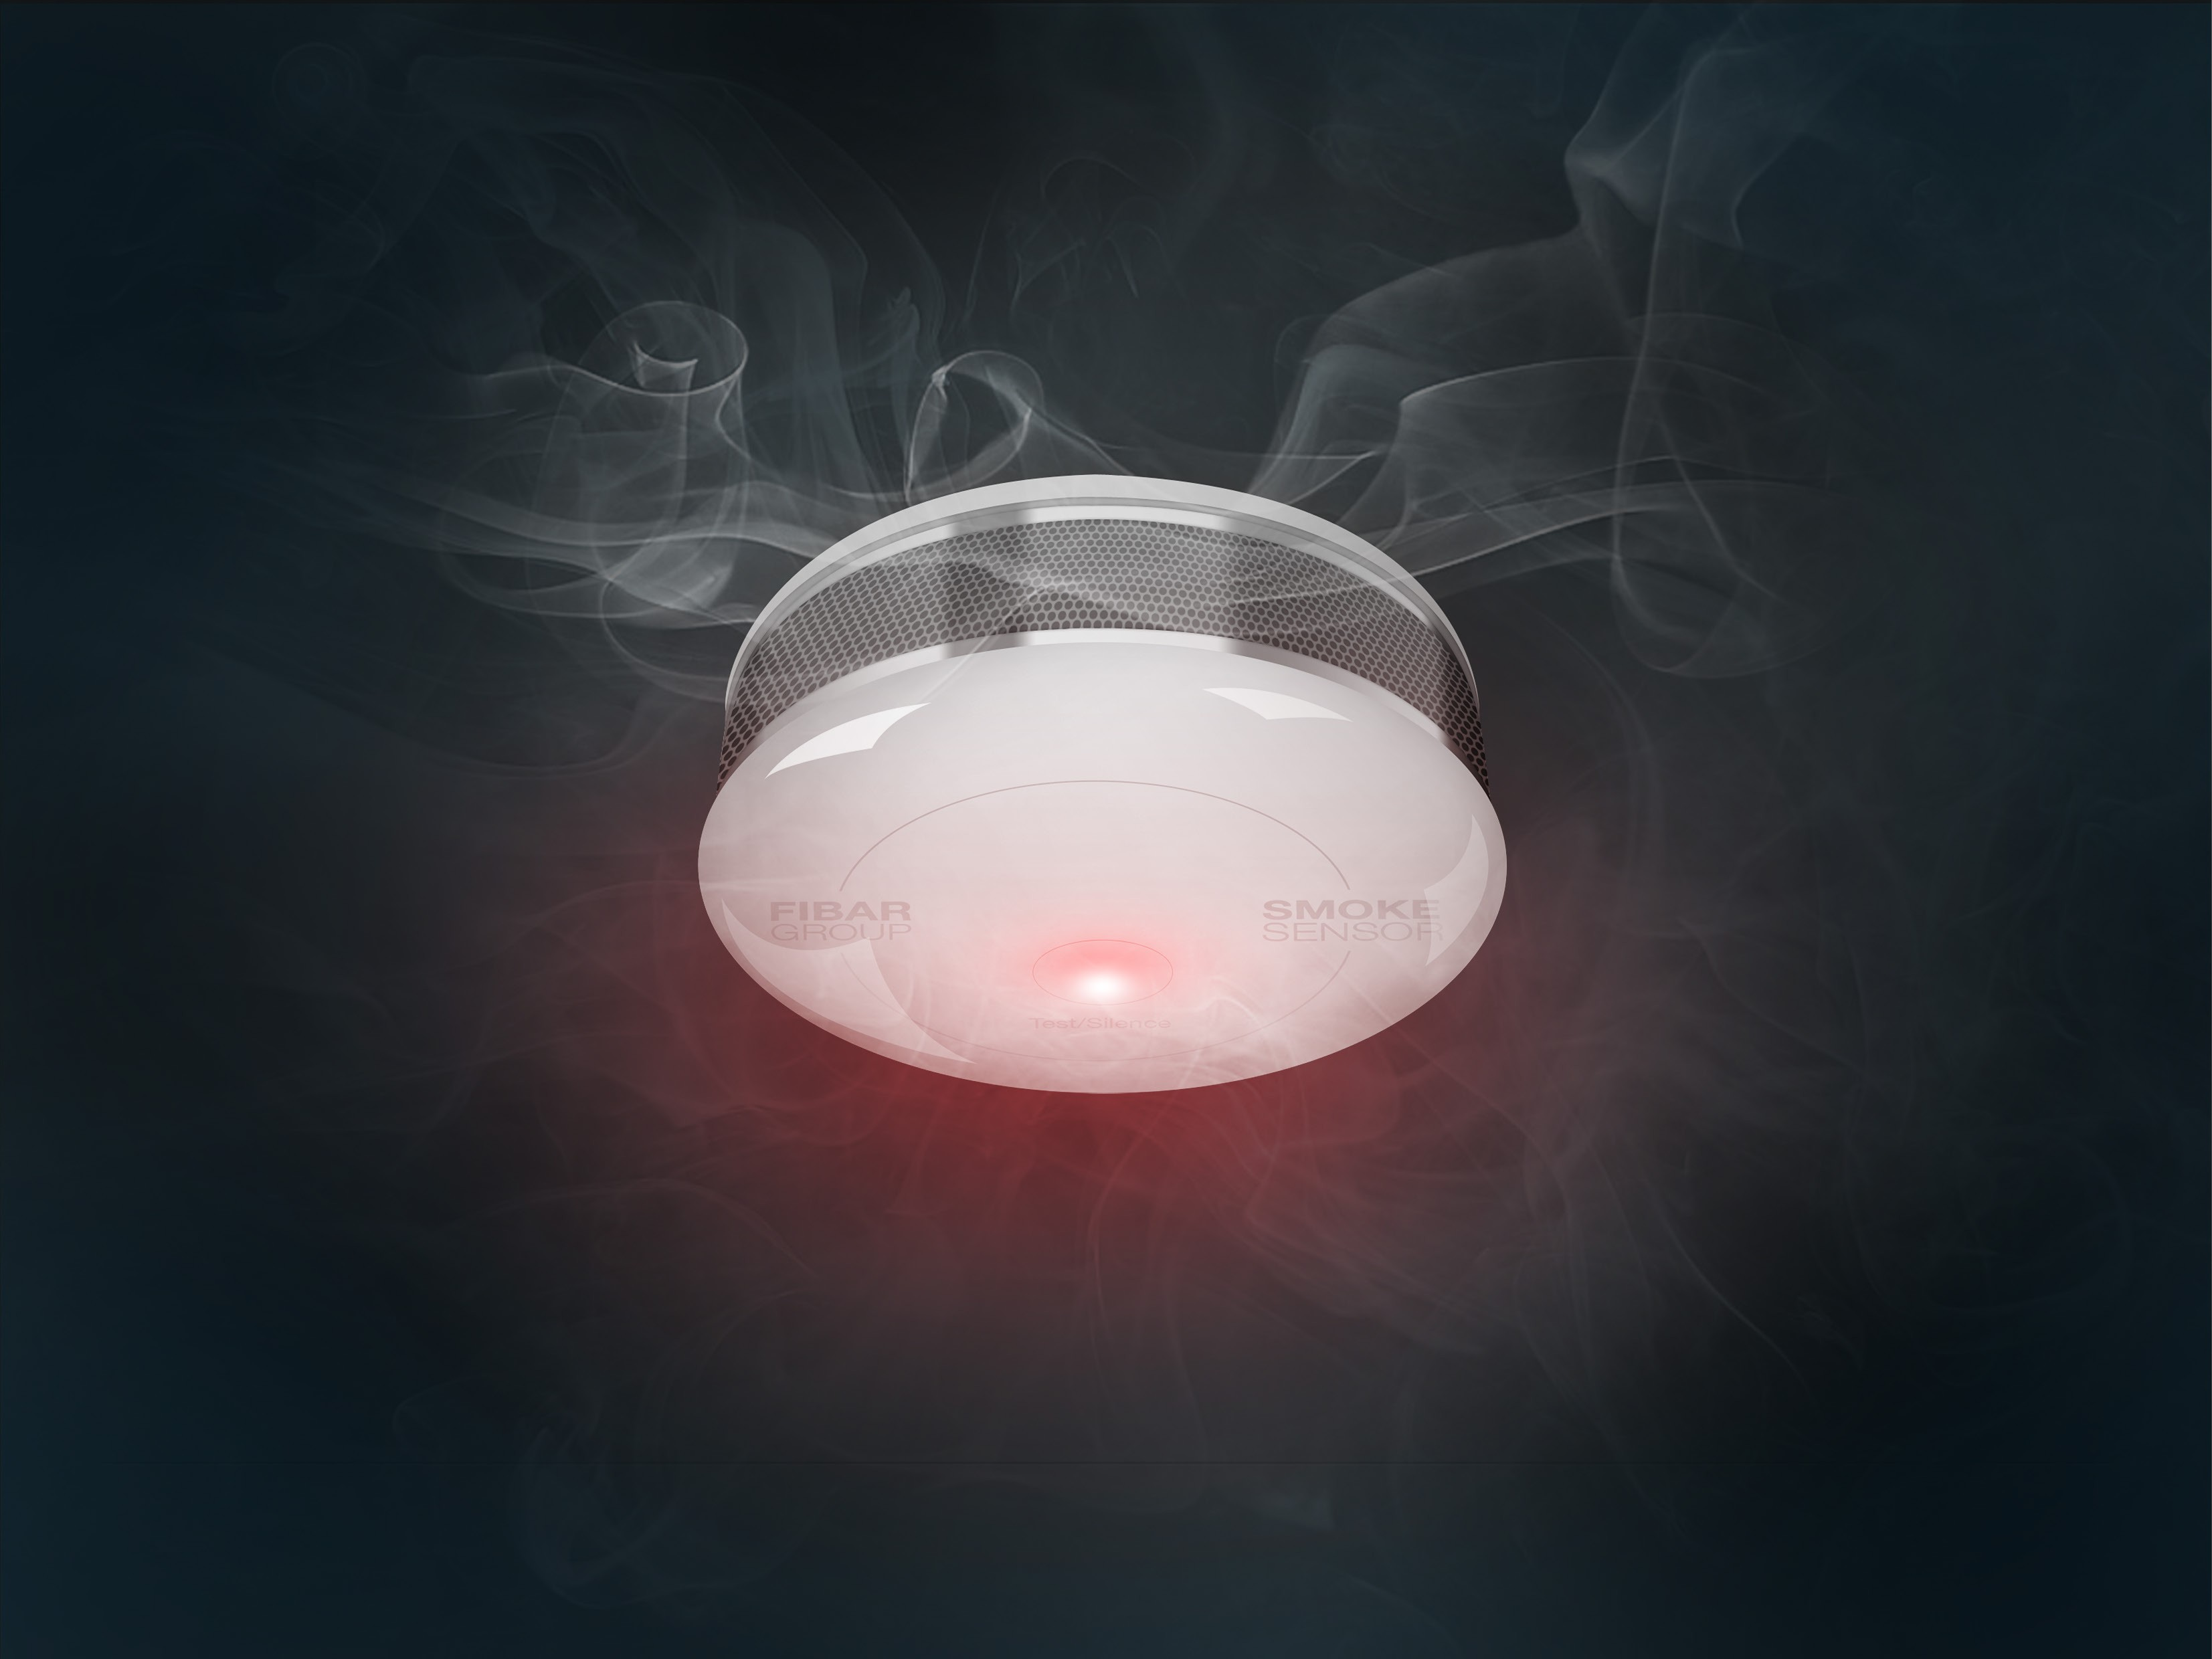 FIBAR
GROUP
SMOKE
SENSOR
Test/Silence